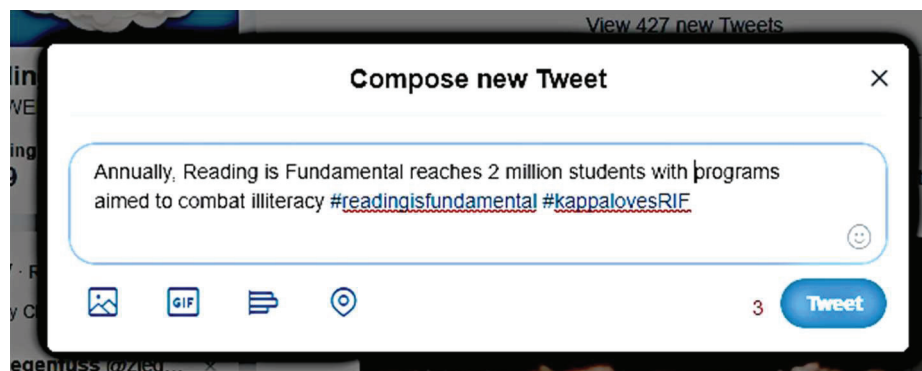 View 427 new Tweets
Compose new Tweet
Annually, Reading is Fundamental reaches 2 million students with programs
aimed to combat illiteracy #readingisfundamental #kappalovesRIF
GIF
3
Tweet